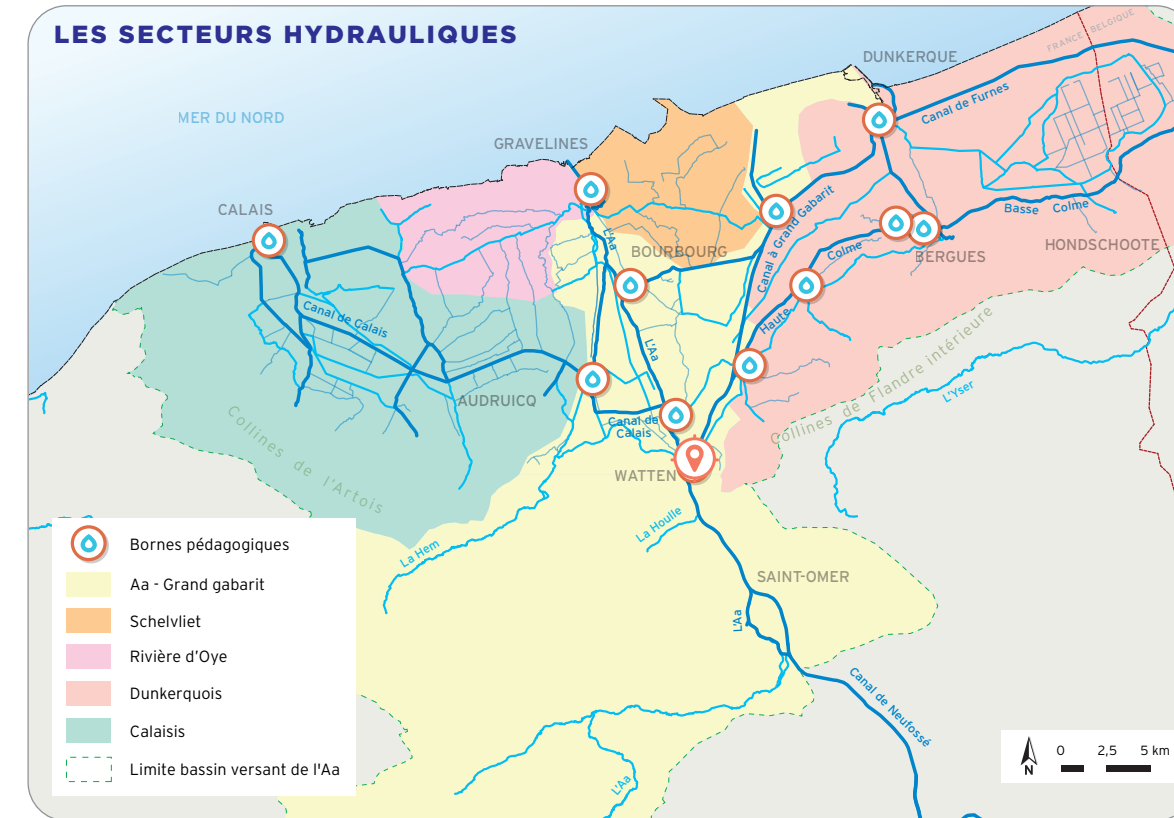 LES SECTEURS HYDRAULIQUES
DUNKERQUE
FRANCE
BELGIQUE
MER DU NORD
Canal de Furnes
GRAVELINES
CALAIS
L'Aa
BOURBOURG
Canal à Grand Gabarit
Colme
Basse Colme
BERGUES
HONDSCHOOTE
Canal de Calais
Haute
L'Aa
AUDRUICQ
Collines de Flandre intérieure
L'Yser
Collines de l'Artois
Canal de
Calais
WATTEN
La Houlle
La Hem
SAINT-OMER
L'Aa
Canal de Neufossé
L'Aa
Bornes pédagogiques
Aa - Grand gabarit
Schelvliet
Rivière d'Oye
Dunkerquois
Calaisis
Limite bassin versant de l'Aa
N
0 2,5 5 km